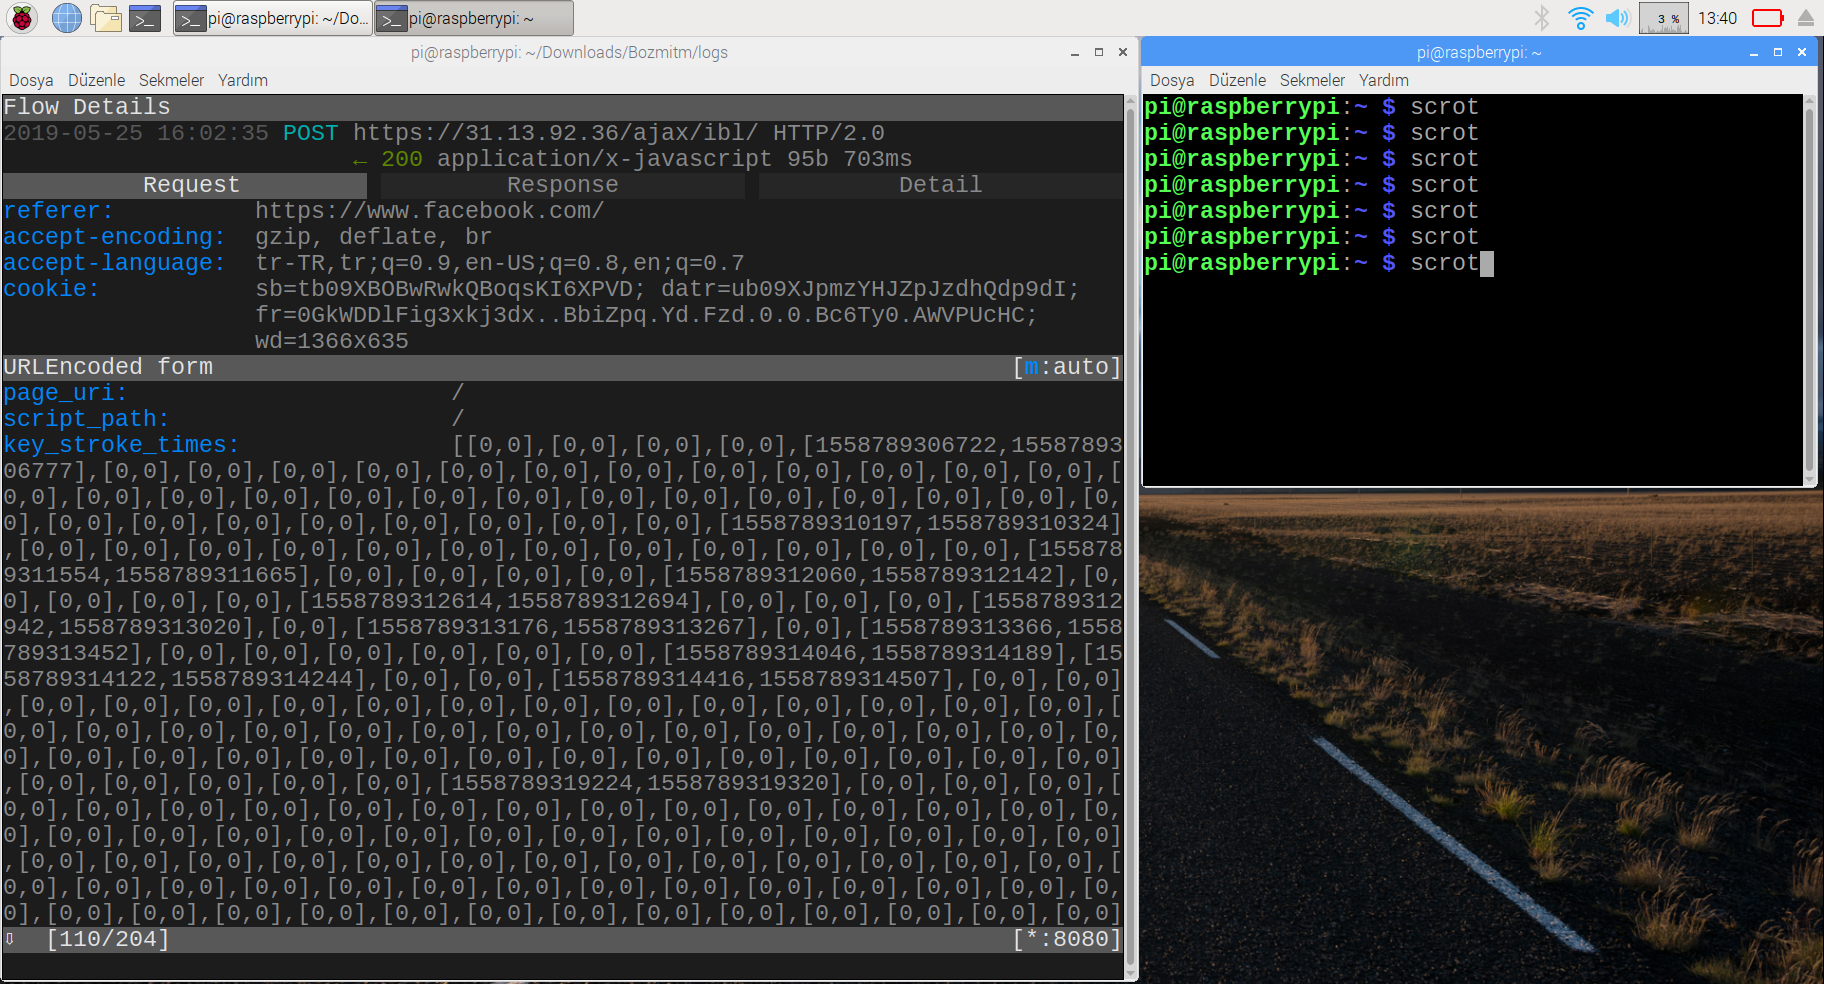 pi@raspberrypi: ~/Do...
pi@raspberrypi: ~
3 %
13:40
pi@raspberrypi: ~/Downloads/Bozmitm/logs
Dosya Düzenle Sekmeler Yardım
Flow Details
2019-05-25 16:02:35 POST https://31.13.92.36/ajax/ibl/ HTTP/2.0
← 200 application/x-javascript 95b 703ms
Request Response Detail
referer: https://www.facebook.com/
accept-encoding: gzip, deflate, br
accept-language: tr-TR,tr;q=0.9,en-US;q=0.8,en;q=0.7
cookie: sb=tb09XBOBwRwkQBoqsKI6XPVD; datr=ub09XJpmzYHJZpJzdhQdp9dI;
fr=0GkWDDlFig3xkj3dx..BbiZpq.Yd.Fzd.0.0.Bc6Ty0.AWVPUcHC;
wd=1366x635
URLEncoded form [m:auto]
page_uri: /
script_path: /
key_stroke_times: [[0,0],[0,0],[0,0],[0,0],[1558789306722,15587893
06777],[0,0],[0,0],[0,0],[0,0],[0,0],[0,0],[0,0],[0,0],[0,0],[0,0],[0,0],[0,0],[
0,0],[0,0],[0,0],[0,0],[0,0],[0,0],[0,0],[0,0],[0,0],[0,0],[0,0],[0,0],[0,0],[0,
0],[0,0],[0,0],[0,0],[0,0],[0,0],[0,0],[0,0],[0,0],[1558789310197,1558789310324]
,[0,0],[0,0],[0,0],[0,0],[0,0],[0,0],[0,0],[0,0],[0,0],[0,0],[0,0],[0,0],[155878
9311554,1558789311665],[0,0],[0,0],[0,0],[0,0],[1558789312060,1558789312142],[0,
0],[0,0],[0,0],[0,0],[1558789312614,1558789312694],[0,0],[0,0],[0,0],[1558789312
942,1558789313020],[0,0],[1558789313176,1558789313267],[0,0],[1558789313366,1558
789313452],[0,0],[0,0],[0,0],[0,0],[0,0],[0,0],[1558789314046,1558789314189],[15
58789314122,1558789314244],[0,0],[0,0],[1558789314416,1558789314507],[0,0],[0,0]
,[0,0],[0,0],[0,0],[0,0],[0,0],[0,0],[0,0],[0,0],[0,0],[0,0],[0,0],[0,0],[0,0],[
0,0],[0,0],[0,0],[0,0],[0,0],[0,0],[0,0],[0,0],[0,0],[0,0],[0,0],[0,0],[0,0],[0,
0],[0,0],[0,0],[0,0],[0,0],[0,0],[0,0],[0,0],[0,0],[0,0],[0,0],[0,0],[0,0],[0,0]
,[0,0],[0,0],[0,0],[0,0],[0,0],[1558789319224,1558789319320],[0,0],[0,0],[0,0],[
0,0],[0,0],[0,0],[0,0],[0,0],[0,0],[0,0],[0,0],[0,0],[0,0],[0,0],[0,0],[0,0],[0,
0],[0,0],[0,0],[0,0],[0,0],[0,0],[0,0],[0,0],[0,0],[0,0],[0,0],[0,0],[0,0],[0,0]
,[0,0],[0,0],[0,0],[0,0],[0,0],[0,0],[0,0],[0,0],[0,0],[0,0],[0,0],[0,0],[0,0],[
0,0],[0,0],[0,0],[0,0],[0,0],[0,0],[0,0],[0,0],[0,0],[0,0],[0,0],[0,0],[0,0],[0,
0],[0,0],[0,0],[0,0],[0,0],[0,0],[0,0],[0,0],[0,0],[0,0],[0,0],[0,0],[0,0],[0,0]
⇩ [110/204] [*:8080]
pi@raspberrypi: ~
Dosya Düzenle Sekmeler Yardım
pi@raspberrypi:~ $ scrot
pi@raspberrypi:~ $ scrot
pi@raspberrypi:~ $ scrot
pi@raspberrypi:~ $ scrot
pi@raspberrypi:~ $ scrot
pi@raspberrypi:~ $ scrot
pi@raspberrypi:~ $ scrot